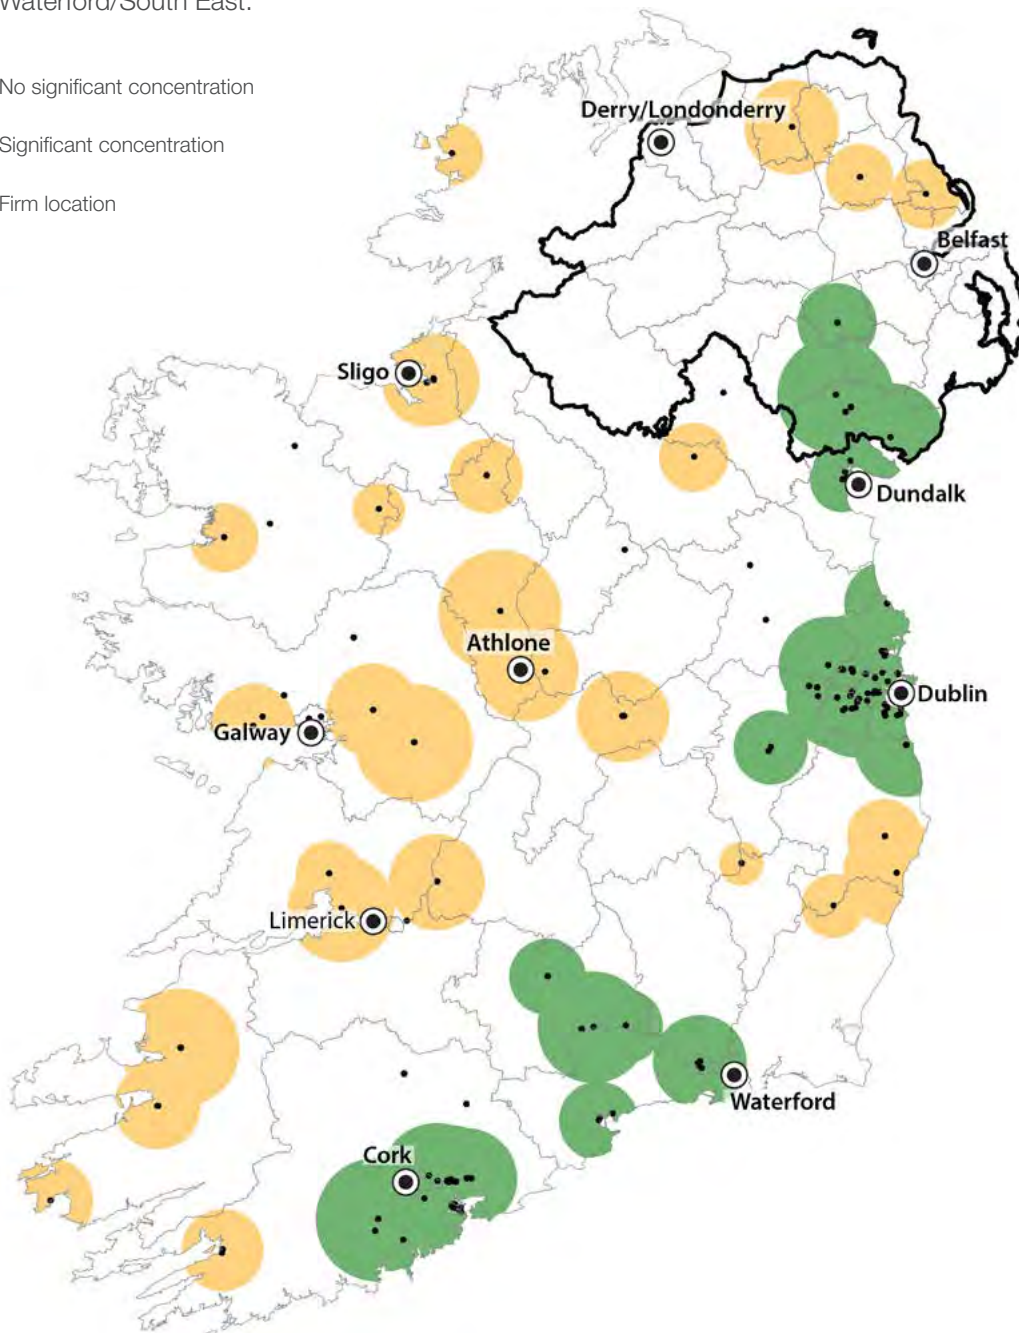 Waterford/South East.
No significant concentration
Significant concentration
Firm location
Derry/Londonderry
Belfast
Sligo
Dundalk
Athlone
Dublin
Galway
Limerick
Waterford
Cork